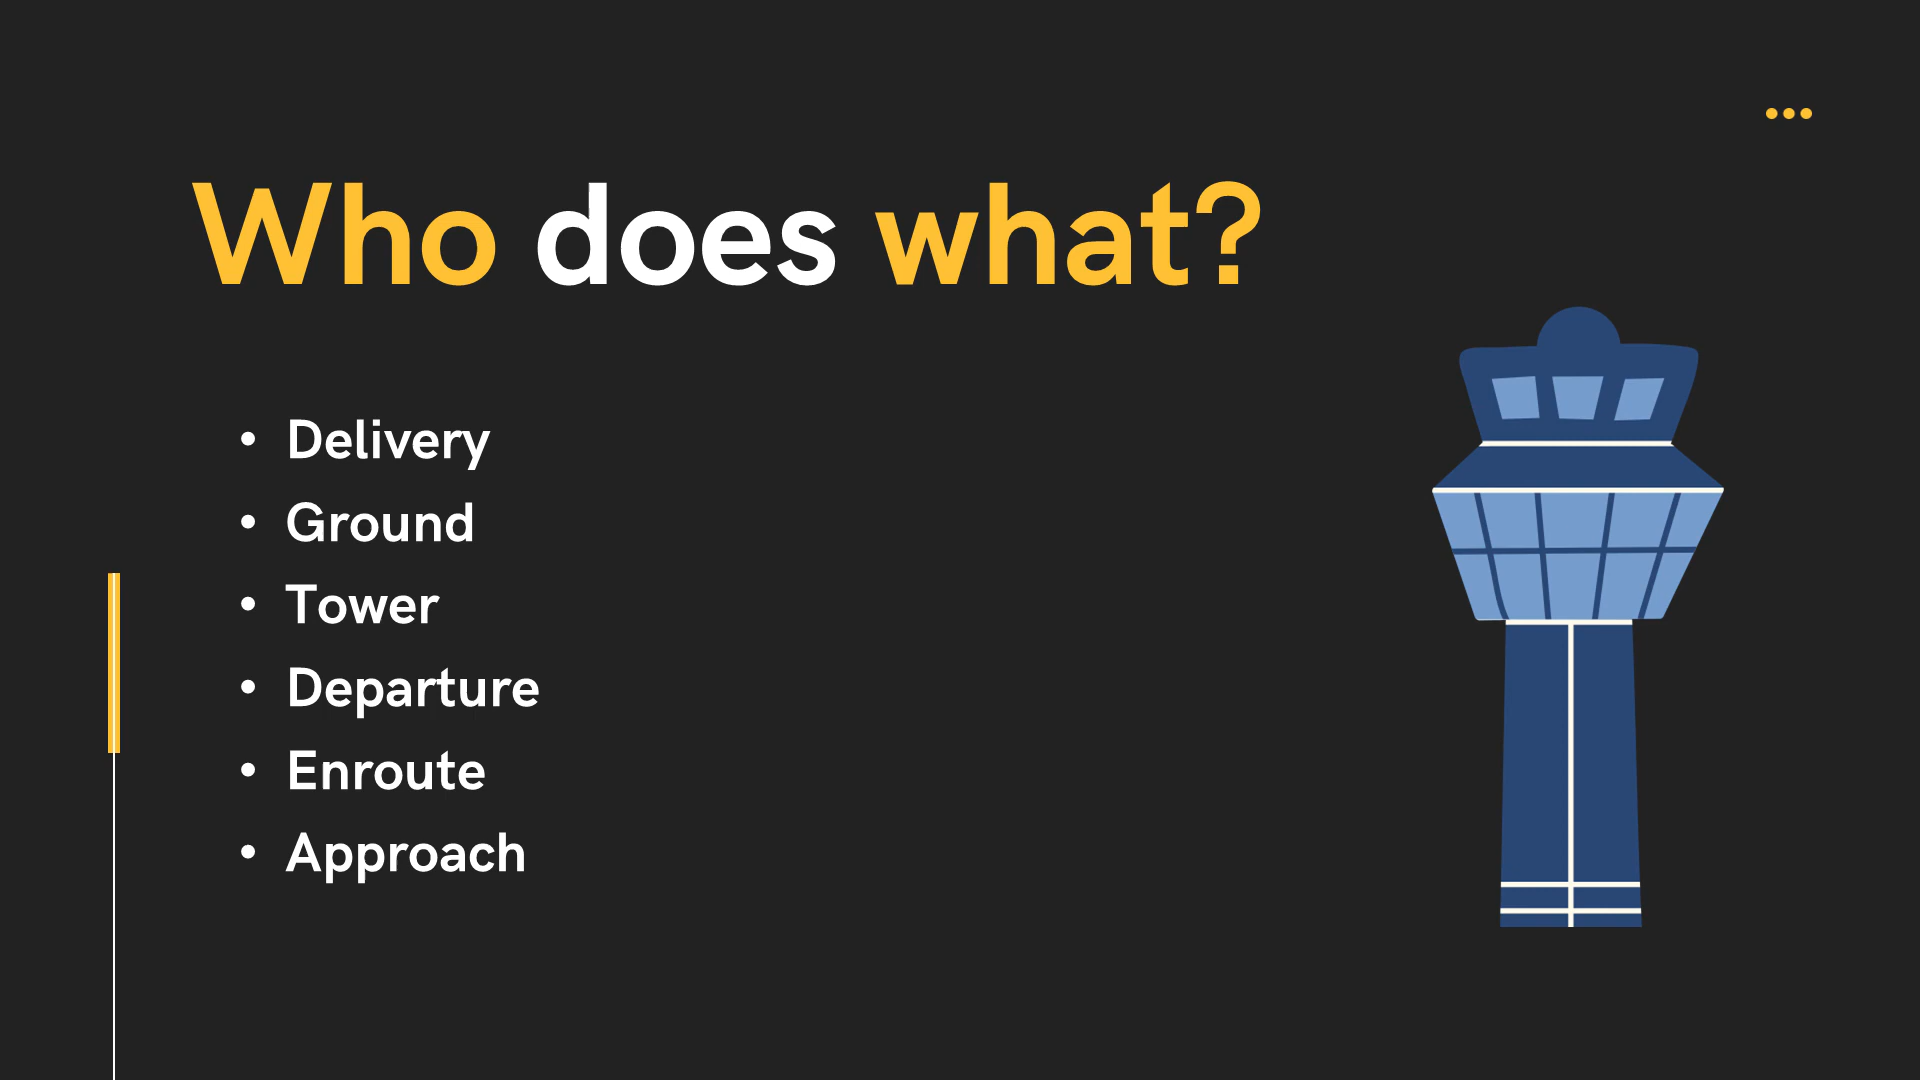 Who does what?
• Delivery
• Ground
• Tower
• Departure
• Enroute
• Approach